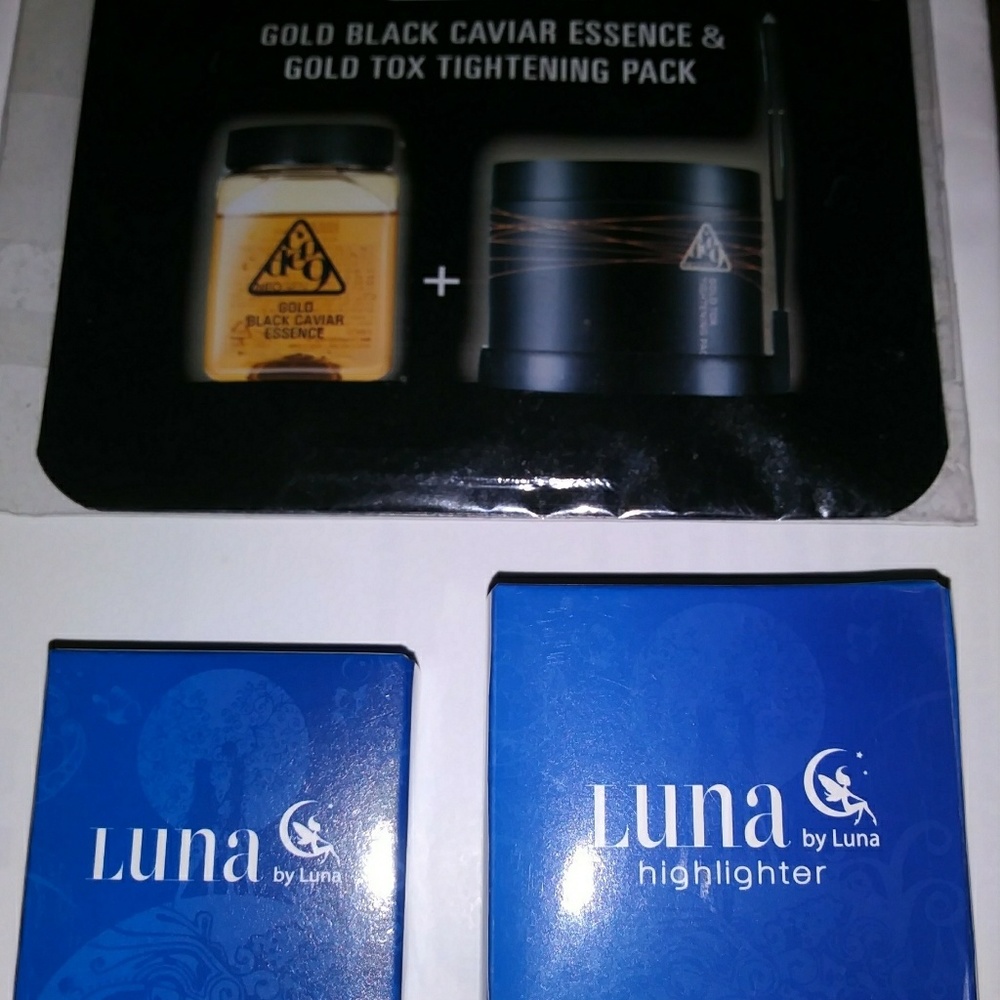 GOLD BLACK CAVIAR ESSENCE &
GOLD TOX TIGHTENING PACK
GOLD
BLACK CAVIAR
ESSENCE
+
Luna
by Luna
Luna
by Luna
highlighter